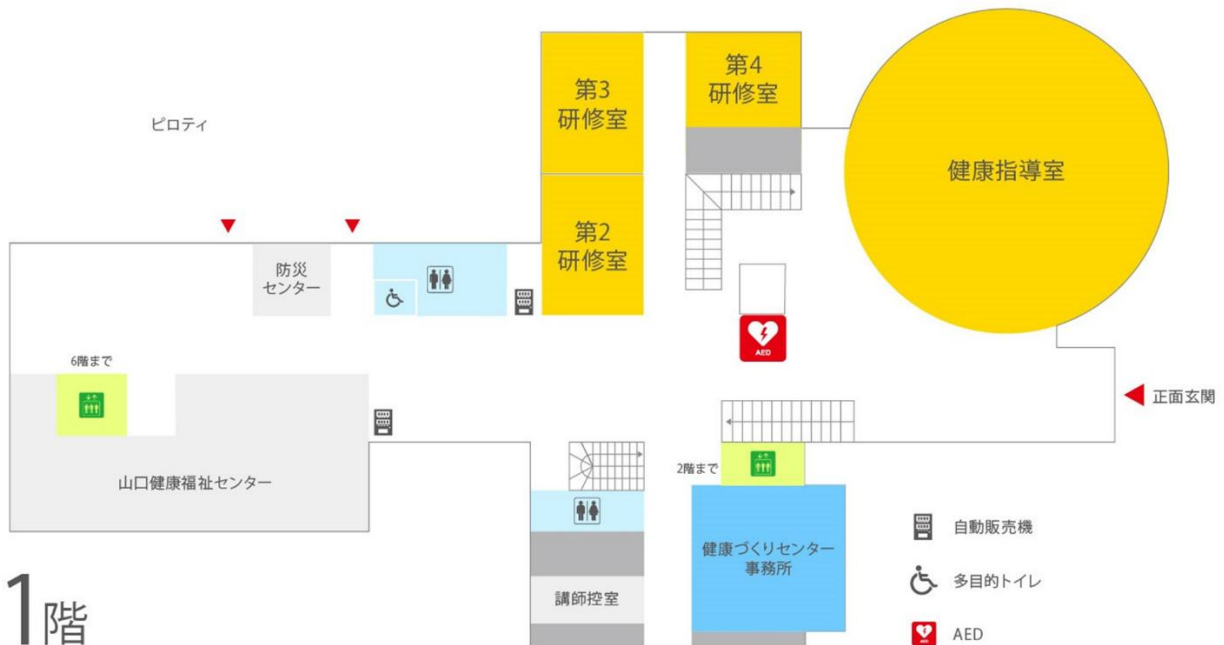 第3
研修室
第4
研修室
健康指導室
ピロティ
第2
研修室
防災
センター
AED
6階まで
正面玄関
山口健康福祉センター
2階まで
自動販売機
健康づくりセンター
事務所
多目的トイレ
講師控室
1階
AED